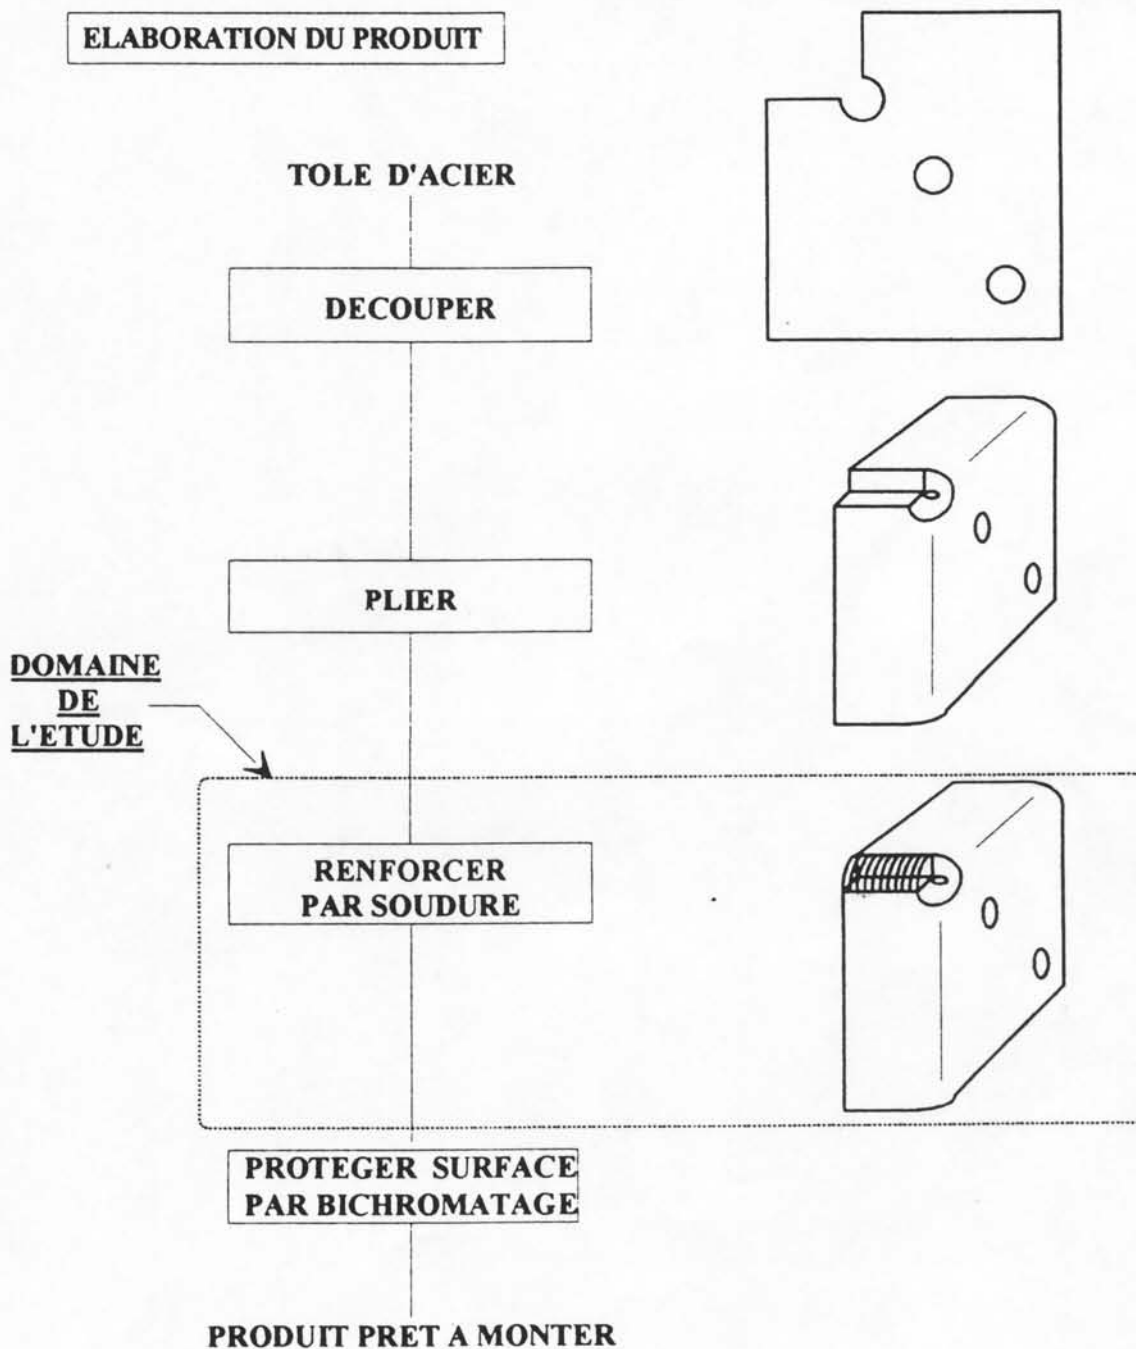 ELABORATION DU PRODUIT
TOLE D'ACIER
DECOUPER
PLIER
DOMAINE
DE
L'ETUDE
RENFORCER
PAR SOUDURE
PROTEGER SURFACE
PAR BICHROMATAGE
PRODUIT PRET A MONTER